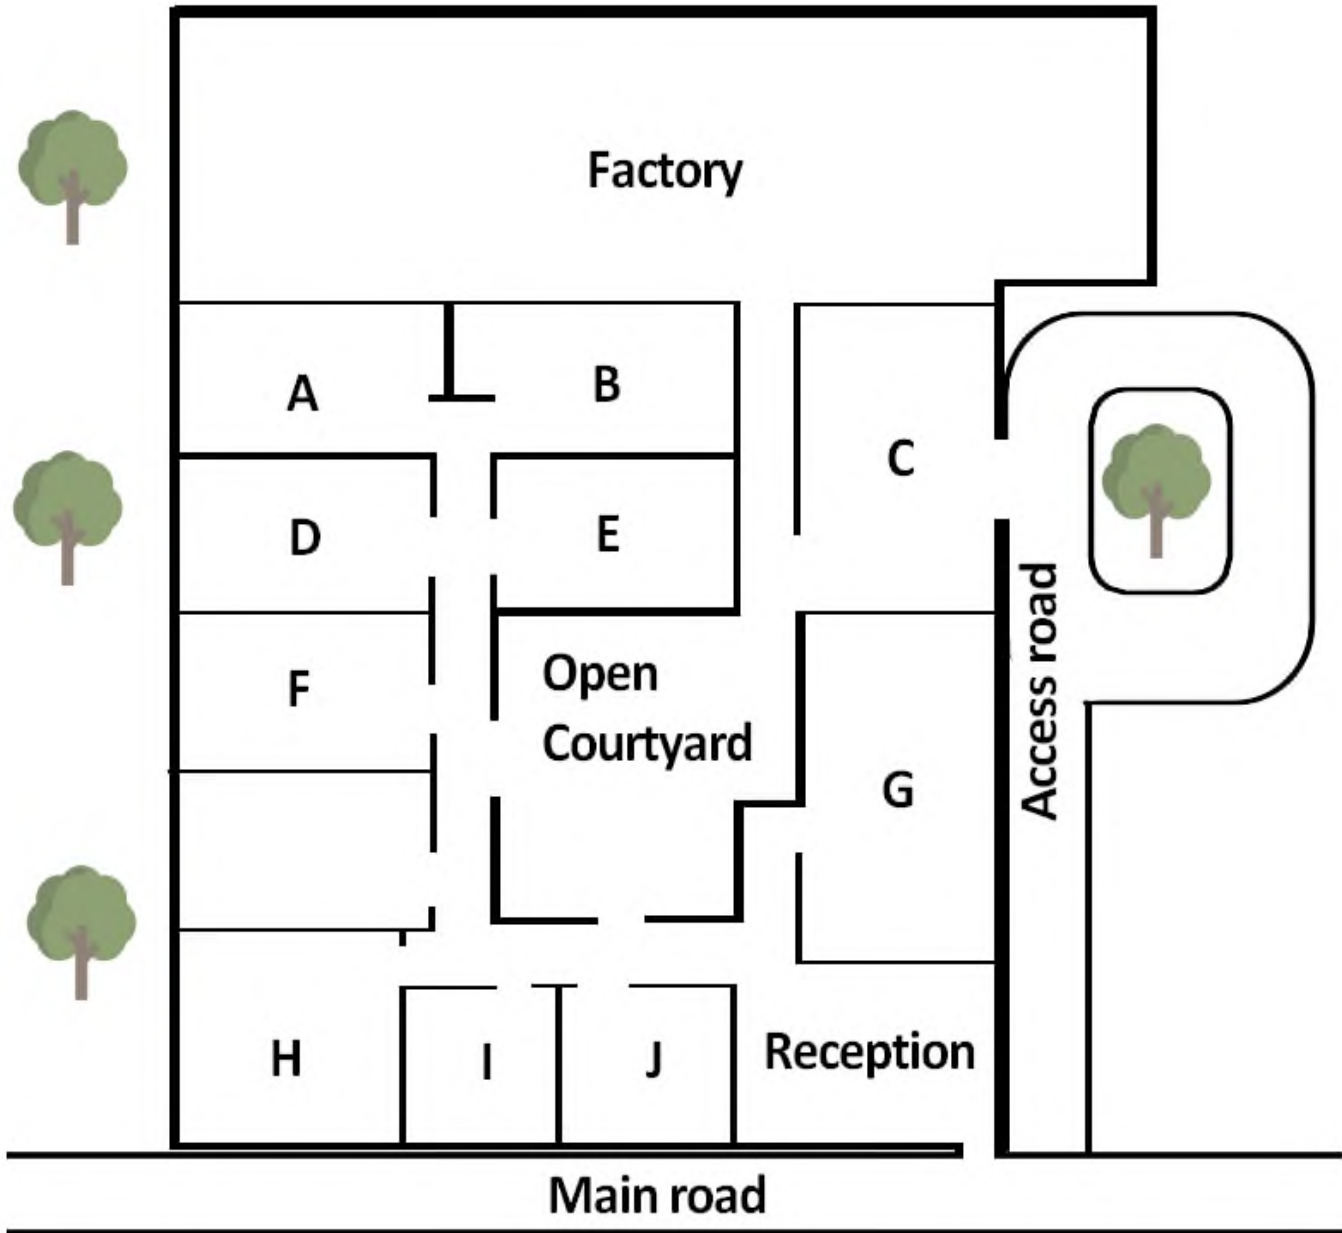 Factory
A
B
C
D
E
F
Open
Courtyard
G
Access road
H
I
J
Reception
Main road